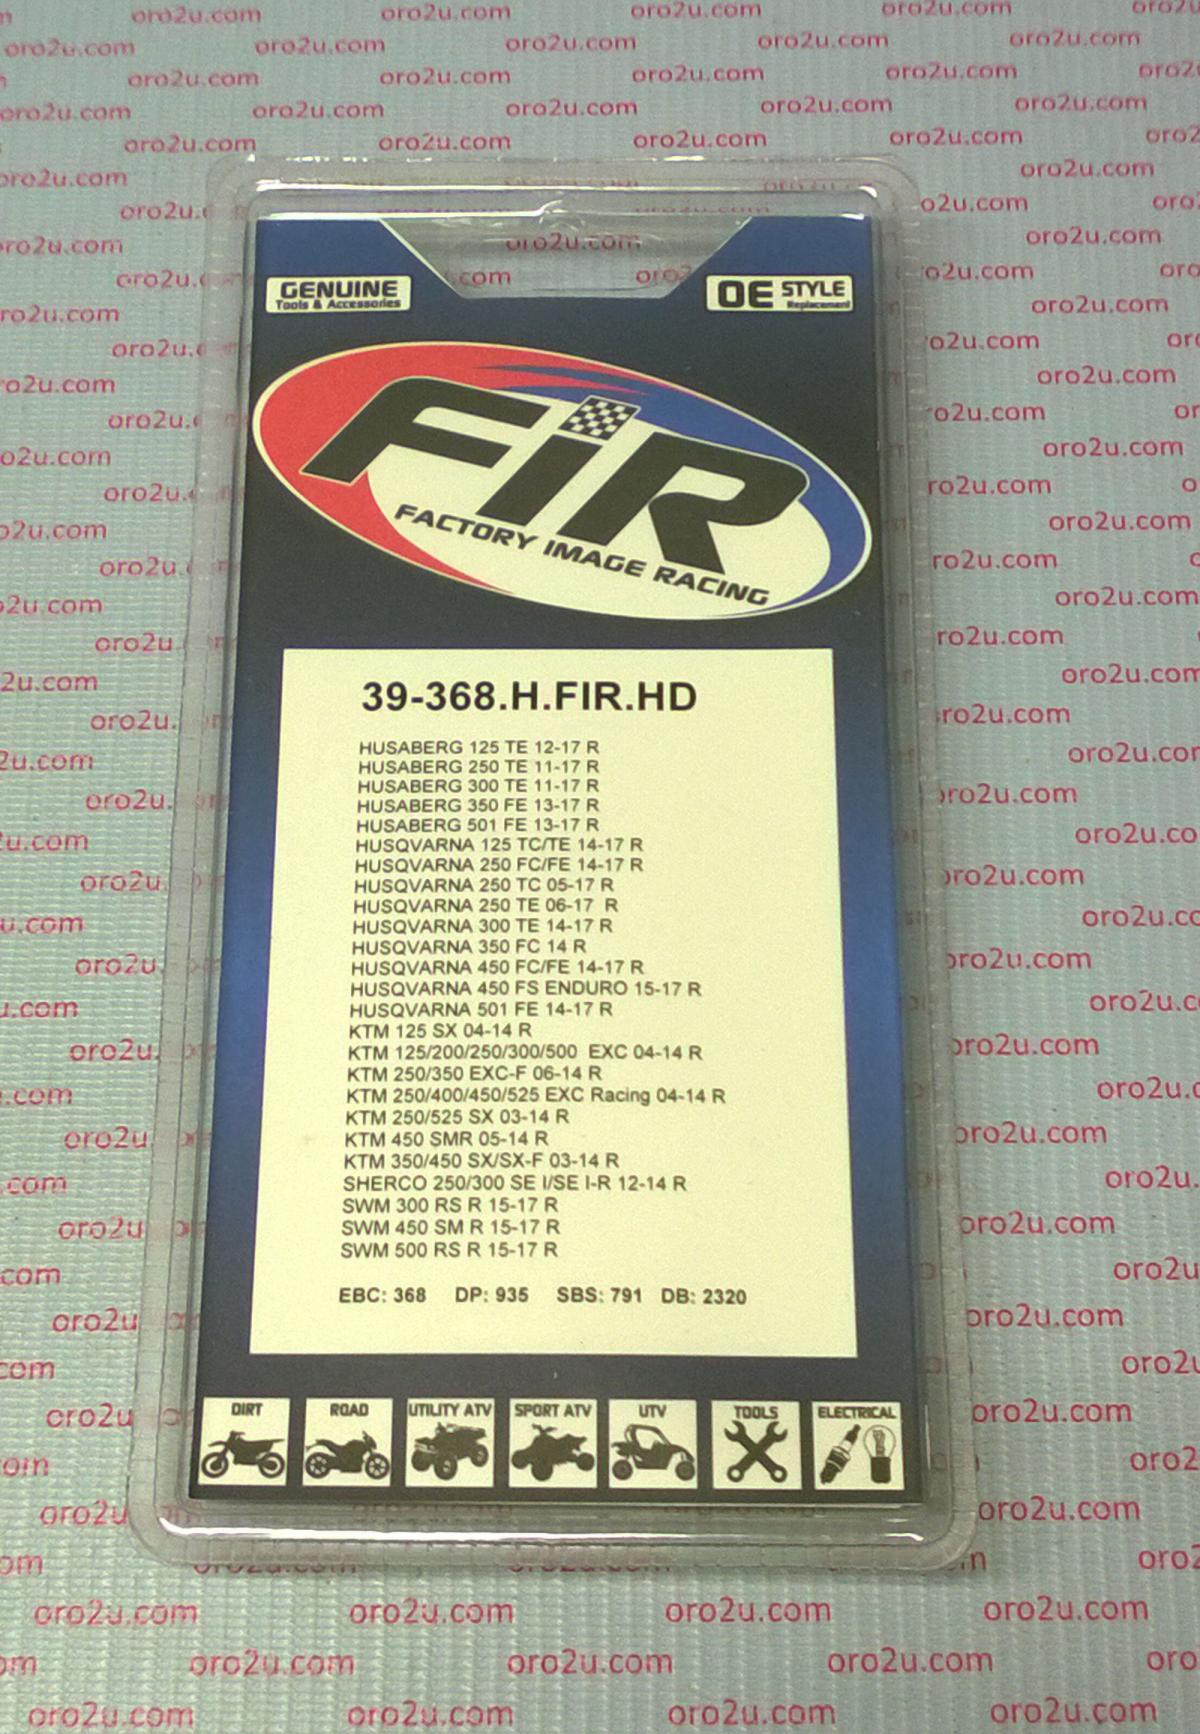 GENUINE
Tools & Accessories
OE STYLE
Replacement
FiR
FACTORY IMAGE RACING
39-368.H.FIR.HD
HUSABERG 125 TE 12-17 R
HUSABERG 250 TE 11-17 R
HUSABERG 300 TE 11-17 R
HUSABERG 350 FE 13-17 R
HUSABERG 501 FE 13-17 R
HUSQVARNA 125 TC/TE 14-17 R
HUSQVARNA 250 FC/FE 14-17 R
HUSQVARNA 250 TC 05-17 R
HUSQVARNA 250 TE 06-17 R
HUSQVARNA 300 TE 14-17 R
HUSQVARNA 350 FC 14 R
HUSQVARNA 450 FC/FE 14-17 R
HUSQVARNA 450 FS ENDURO 15-17 R
HUSQVARNA 501 FE 14-17 R
KTM 125 SX 04-14 R
KTM 125/200/250/300/500 EXC 04-14 R
KTM 250/350 EXC-F 06-14 R
KTM 250/400/450/525 EXC Racing 04-14 R
KTM 250/525 SX 03-14 R
KTM 450 SMR 05-14 R
KTM 350/450 SX/SX-F 03-14 R
SHERCO 250/300 SE I/SE I-R 12-14 R
SWM 300 RS R 15-17 R
SWM 450 SM R 15-17 R
SWM 500 RS R 15-17 R
EBC: 368 DP: 935 SBS: 791 DB: 2320
DIRT ROAD UTILITY ATV SPORT ATV UTV TOOLS ELECTRICAL
oro2u.com